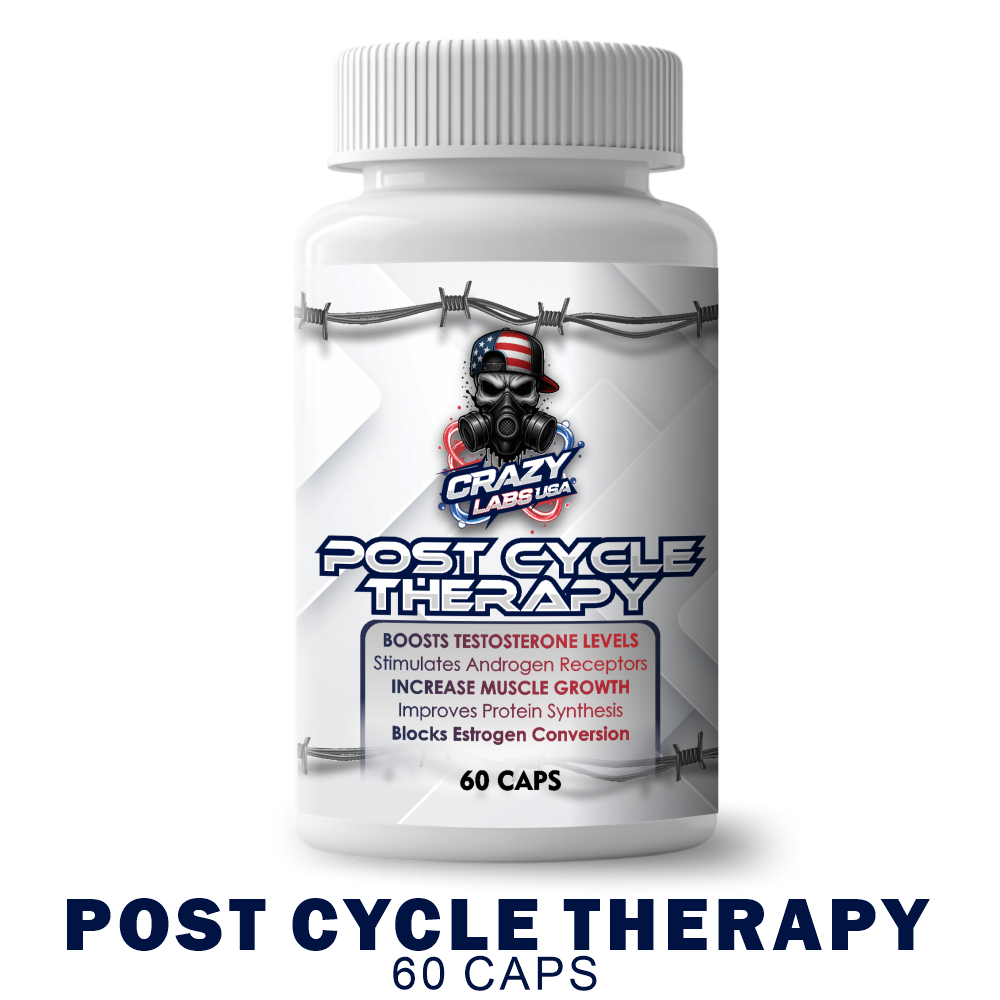 CRAZY
LABS USA
POST CYCLE
THERAPY
BOOSTS TESTOSTERONE LEVELS
Stimulates Androgen Receptors
INCREASE MUSCLE GROWTH
Improves Protein Synthesis
Blocks Estrogen Conversion
60 CAPS
POST CYCLE THERAPY
60 CAPS